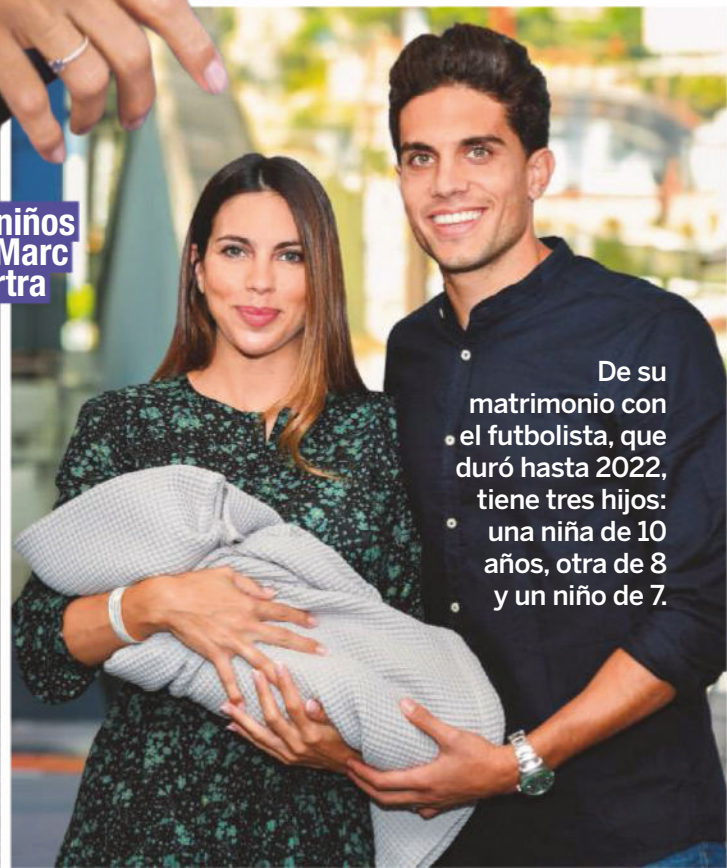 niños
Marc
rtra
De su
matrimonio con
el futbolista, que
duró hasta 2022,
tiene tres hijos:
una niña de 10
años, otra de 8
y un niño de 7.